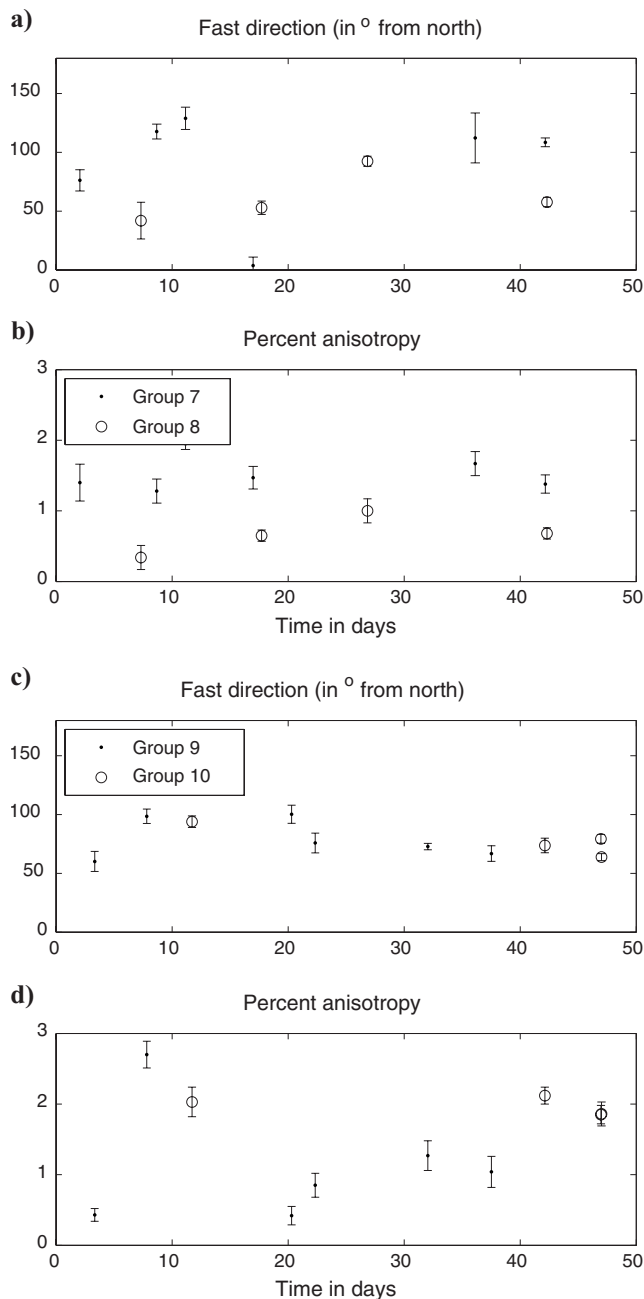 a)
Fast direction (in o from north)
150
100
50
0
0 10 20 30 40 50
b)
Percent anisotropy
3
Group 7
Group 8
2
1
0
0 10 20 30 40 50
Time in days
c)
Fast direction (in o from north)
150
Group 9
Group 10
100
50
0
0 10 20 30 40 50
d)
Percent anisotropy
3
2
1
0
0 10 20 30 40 50
Time in days